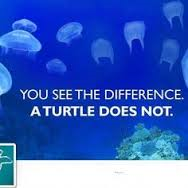 YOU SEE THE DIFFERENCE.
A TURTLE DOES NOT.